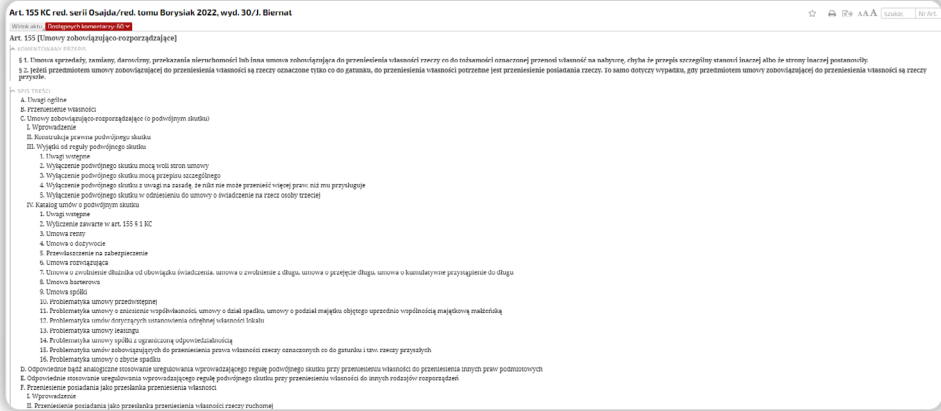 Art. 155 KC red. serii Osajda/red. tomu Borysiak 2022, wyd. 30/J. Biernat
Widok aktu Dostępnych komentarzy: 60
Szukaj: Nr Art.
Art. 155 [Umowy zobowiązująco-rozporządzające]
KOMENTOWANY PRZEPIS
§ 1. Umowa sprzedaży, zamiany, darowizny, przekazania nieruchomości lub inna umowa zobowiązująca do przeniesienia własności rzeczy co do tożsamości oznaczonej przenosi własność na nabywcę, chyba że przepis szczególny stanowi inaczej albo że strony inaczej postanowiły.
§ 2. Jeżeli przedmiotem umowy zobowiązującej do przeniesienia własności są rzeczy oznaczone tylko co do gatunku, do przeniesienia własności potrzebne jest przeniesienie posiadania rzeczy. To samo dotyczy wypadku, gdy przedmiotem umowy zobowiązującej do przeniesienia własności są rzeczy
przyszłe.
SPIS TREŚCI
A. Uwagi ogólne
B. Przeniesienie własności
C. Umowy zobowiązująco-rozporządzające (o podwójnym skutku)
I. Wprowadzenie
II. Konstrukcja prawna podwójnego skutku
III. Wyjątki od reguły podwójnego skutku
1. Uwagi wstępne
2. Wyłączenie podwójnego skutku mocą woli stron umowy
3. Wyłączenie podwójnego skutku mocą przepisu szczególnego
4. Wyłączenie podwójnego skutku z uwagi na zasadę, że nikt nie może przenieść więcej praw, niż mu przysługuje
5. Wyłączenie podwójnego skutku w odniesieniu do umowy o świadczenie na rzecz osoby trzeciej
IV. Katalog umów o podwójnym skutku
1. Uwagi wstępne
2. Wyliczenie zawarte w art. 155 § 1 KC
3. Umowa renty
4. Umowa o dożywocie
5. Przewłaszczenie na zabezpieczenie
6. Umowa rozwiązująca
7. Umowa o zwolnienie dłużnika od obowiązku świadczenia, umowa o zwolnienie z długu, umowa o przejęcie długu, umowa o kumulatywne przystąpienie do długu
8. Umowa barterowa
9. Umowa spółki
10. Problematyka umowy przedwstępnej
11. Problematyka umowy o zniesienie współwłasności, umowy o dział spadku, umowy o podział majątku objętego uprzednio wspólnością majątkową małżeńską
12. Problematyka umów dotyczących ustanowienia odrębnej własności lokalu
13. Problematyka umowy leasingu
14. Problematyka umowy spółki z ograniczoną odpowiedzialnością
15. Problematyka umów zobowiązujących do przeniesienia prawa własności rzeczy oznaczonych co do gatunku i tzw. rzeczy przyszłych
16. Problematyka umowy o zbycie spadku
D. Odpowiednie bądź analogiczne stosowanie uregulowania wprowadzającego regułę podwójnego skutku przy przeniesieniu własności do przeniesienia innych praw podmiotowych
E. Odpowiednie stosowanie uregulowania wprowadzającego regułę podwójnego skutku przy przeniesieniu własności do innych rodzajów rozporządzeń
F. Przeniesienie posiadania jako przesłanka przeniesienia własności
I. Wprowadzenie
II. Przeniesienie posiadania jako przesłanka przeniesienia własności rzeczy ruchomej